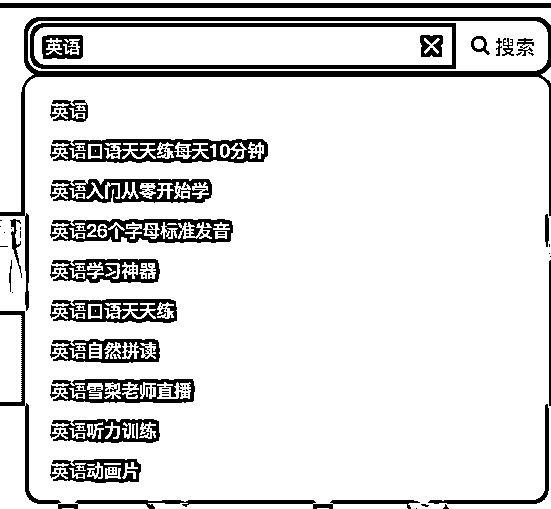 英语
搜索
英语
英语口语天天练每天10分钟
英语入门从零开始学
英语26个字母标准发音
英语学习神器
英语口语天天练
英语自然拼读
英语雪梨老师直播
英语听力训练
英语动画片